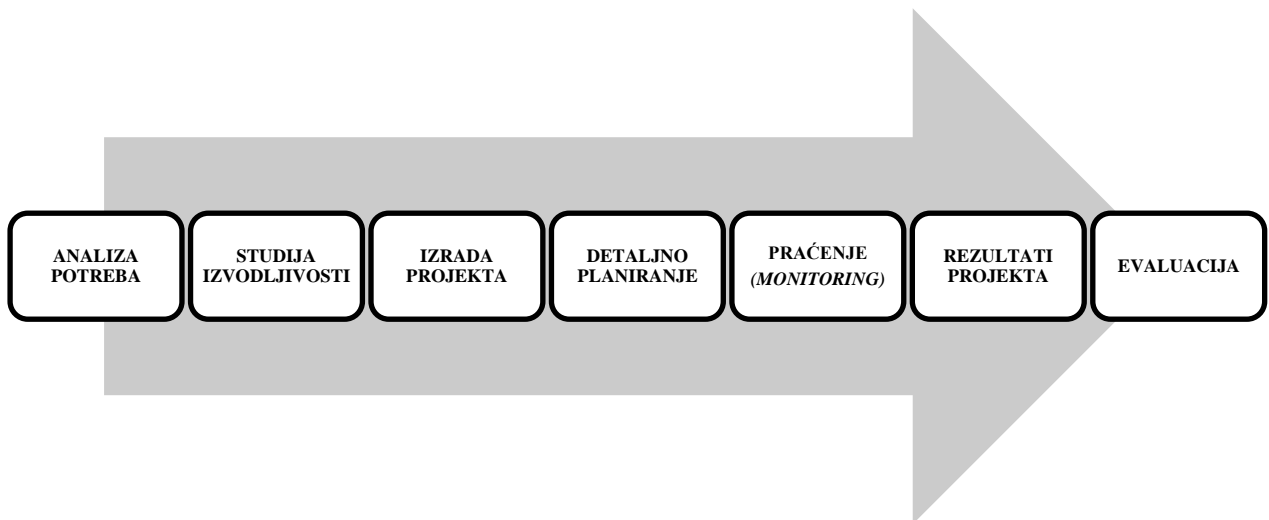 ANALIZA
POTREBA
STUDIJA
IZVODLJIVOSTI
IZRADA
PROJEKTA
DETALJNO
PLANIRANJE
PRAĆENJE
(MONITORING)
REZULTATI
PROJEKTA
EVALUACIJA